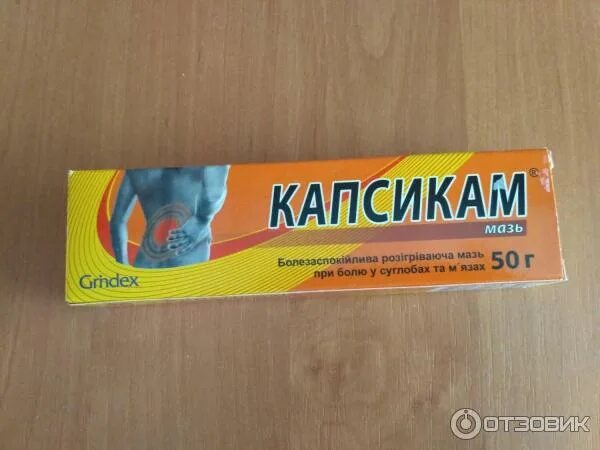 КАПСИКАМ®
мазь
Болезаспокійлива розігріваюча мазь
при болю у суглобах та м'язах 50 г
Grindex
ОТЗОВИК